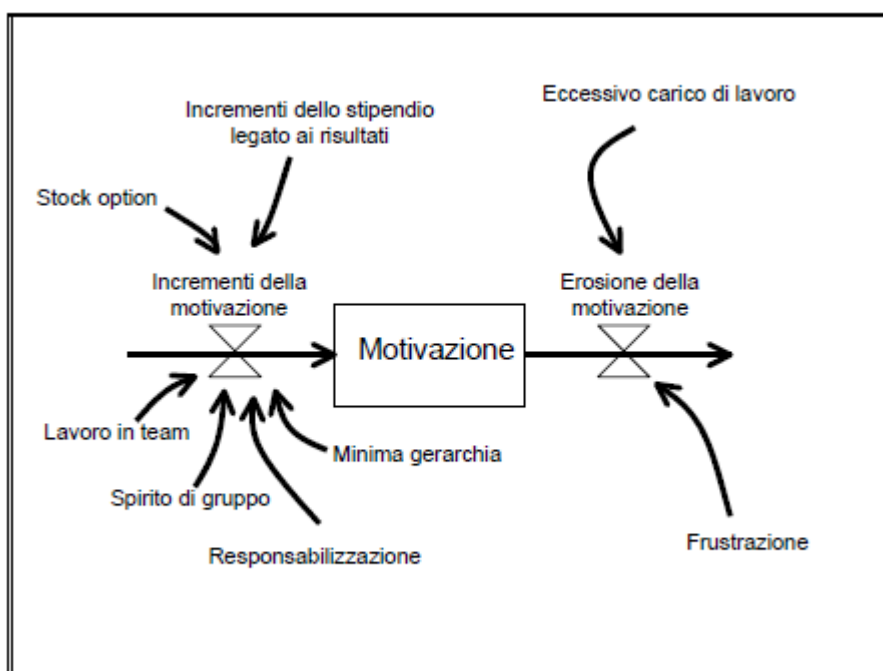 Incrementi dello stipendio
legato ai risultati
Eccessivo carico di lavoro
Stock option
Incrementi della
motivazione
Erosione della
motivazione
Motivazione
Lavoro in team
Minima gerarchia
Spirito di gruppo
Responsabilizzazione
Frustrazione